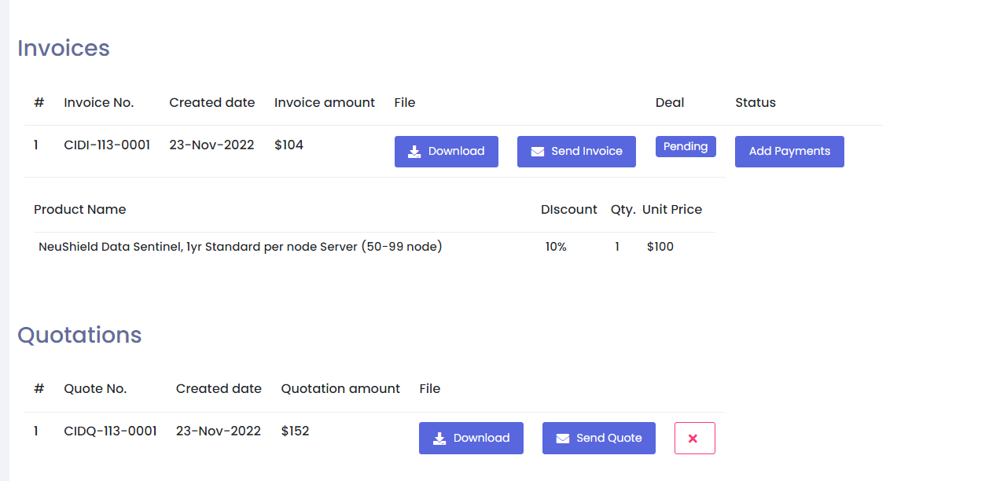 Invoices
# Invoice No. Created date Invoice amount File Deal Status
1 CIDI-113-0001 23-Nov-2022 $104 Download Send Invoice Pending Add Payments
Product Name DIscount Qty. Unit Price
NeuShield Data Sentinel, 1yr Standard per node Server (50-99 node) 10% 1 $100
Quotations
# Quote No. Created date Quotation amount File
1 CIDQ-113-0001 23-Nov-2022 $152 Download Send Quote